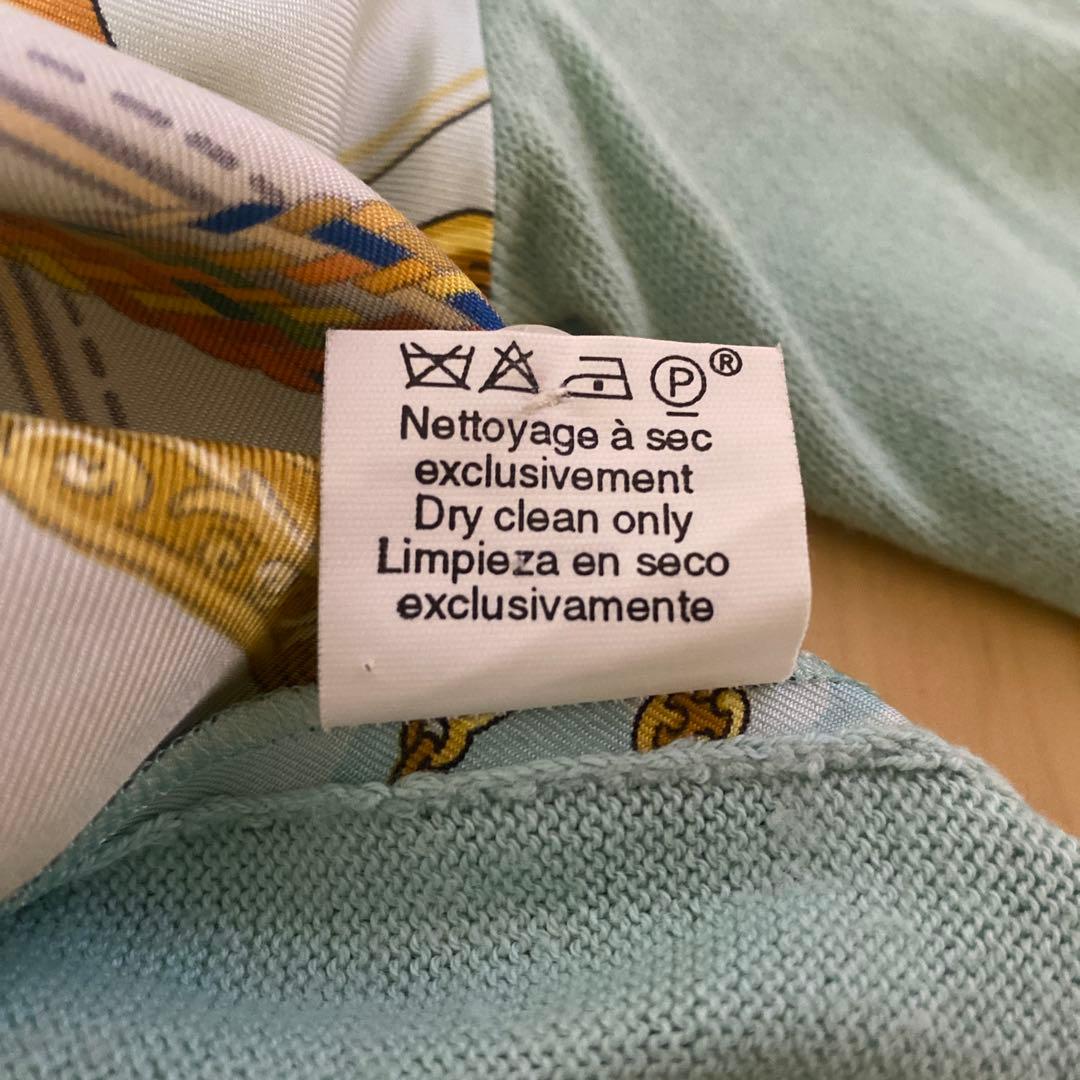 P ®
Nettoyage à sec
exclusivement
Dry clean only
Limpieza en seco
exclusivamente